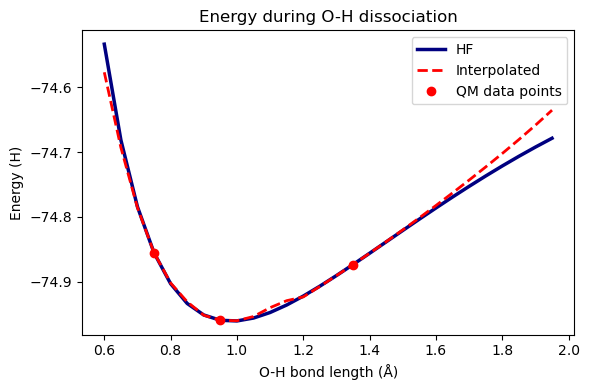 Energy during O-H dissociation
HF
Interpolated
QM data points
Energy (H)
−74.6
−74.7
−74.8
−74.9
0.6 0.8 1.0 1.2 1.4 1.6 1.8 2.0
O-H bond length (Å)